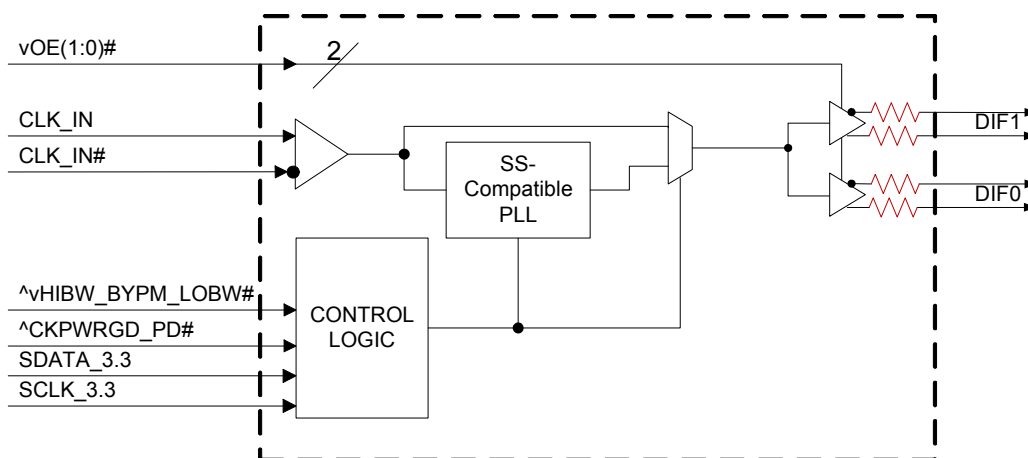 vOE(1:0)#
2
CLK_IN
CLK_IN#
DIF1
SS-
Compatible
PLL
DIF0
^vHIBW_BYPM_LOBW#
^CKPWRGD_PD#
SDATA_3.3
SCLK_3.3
CONTROL
LOGIC